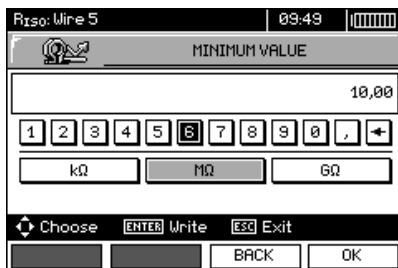 RISO: Wire 5 09:49
MINIMUM VALUE
10,00
1 2 3 4 5 6 7 8 9 0 , ←
kΩ MΩ GΩ
Choose ENTER Write ESC Exit
BACK OK